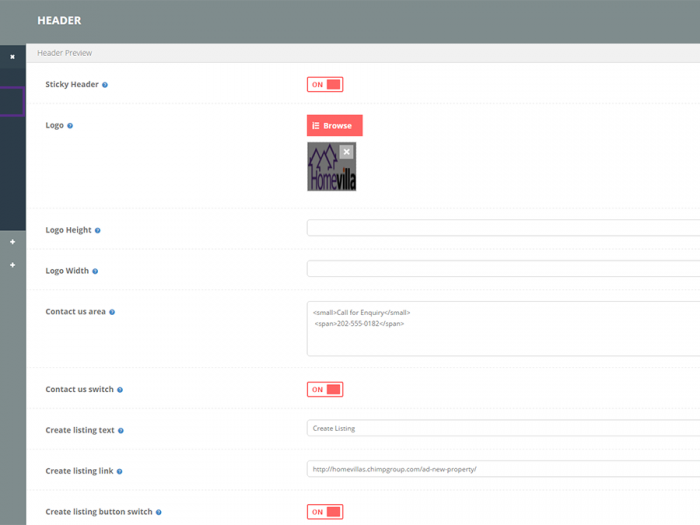 HEADER
Header Preview
Sticky Header
ON
Logo
Browse
Homevilla
Logo Height
Logo Width
Contact us area
<small>Call for Enquiry</small>
<span>202-555-0182</span>
Contact us switch
ON
Create listing text
Create Listing
Create listing link
http://homevillas.chimpgroup.com/ad-new-property/
Create listing button switch
ON